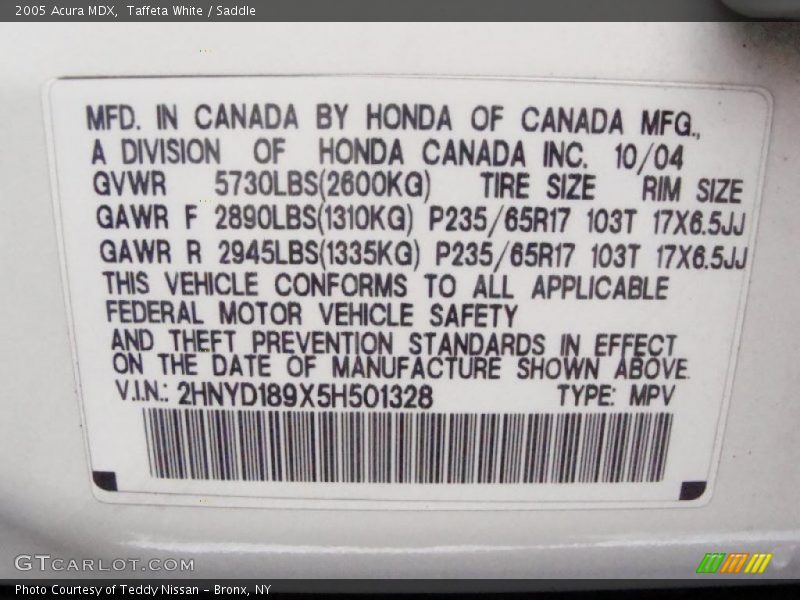 2005 Acura MDX,  Taffeta White / Saddle
MFD. IN CANADA BY HONDA OF CANADA MFG.,
A DIVISION OF HONDA CANADA INC. 10/04
GVWR 5730LBS(2600KG) TIRE SIZE RIM SIZE
GAWR F 2890LBS(1310KG) P235/65R17 103T 17X6.5JJ
GAWR R 2945LBS(1335KG) P235/65R17 103T 17X6.5JJ
THIS VEHICLE CONFORMS TO ALL APPLICABLE
FEDERAL MOTOR VEHICLE SAFETY
AND THEFT PREVENTION STANDARDS IN EFFECT
ON THE DATE OF MANUFACTURE SHOWN ABOVE.
V.I.N.: 2HNYD189X5H501328 TYPE: MPV
GTCARLOT.COM
Photo Courtesy of Teddy Nissan - Bronx, NY